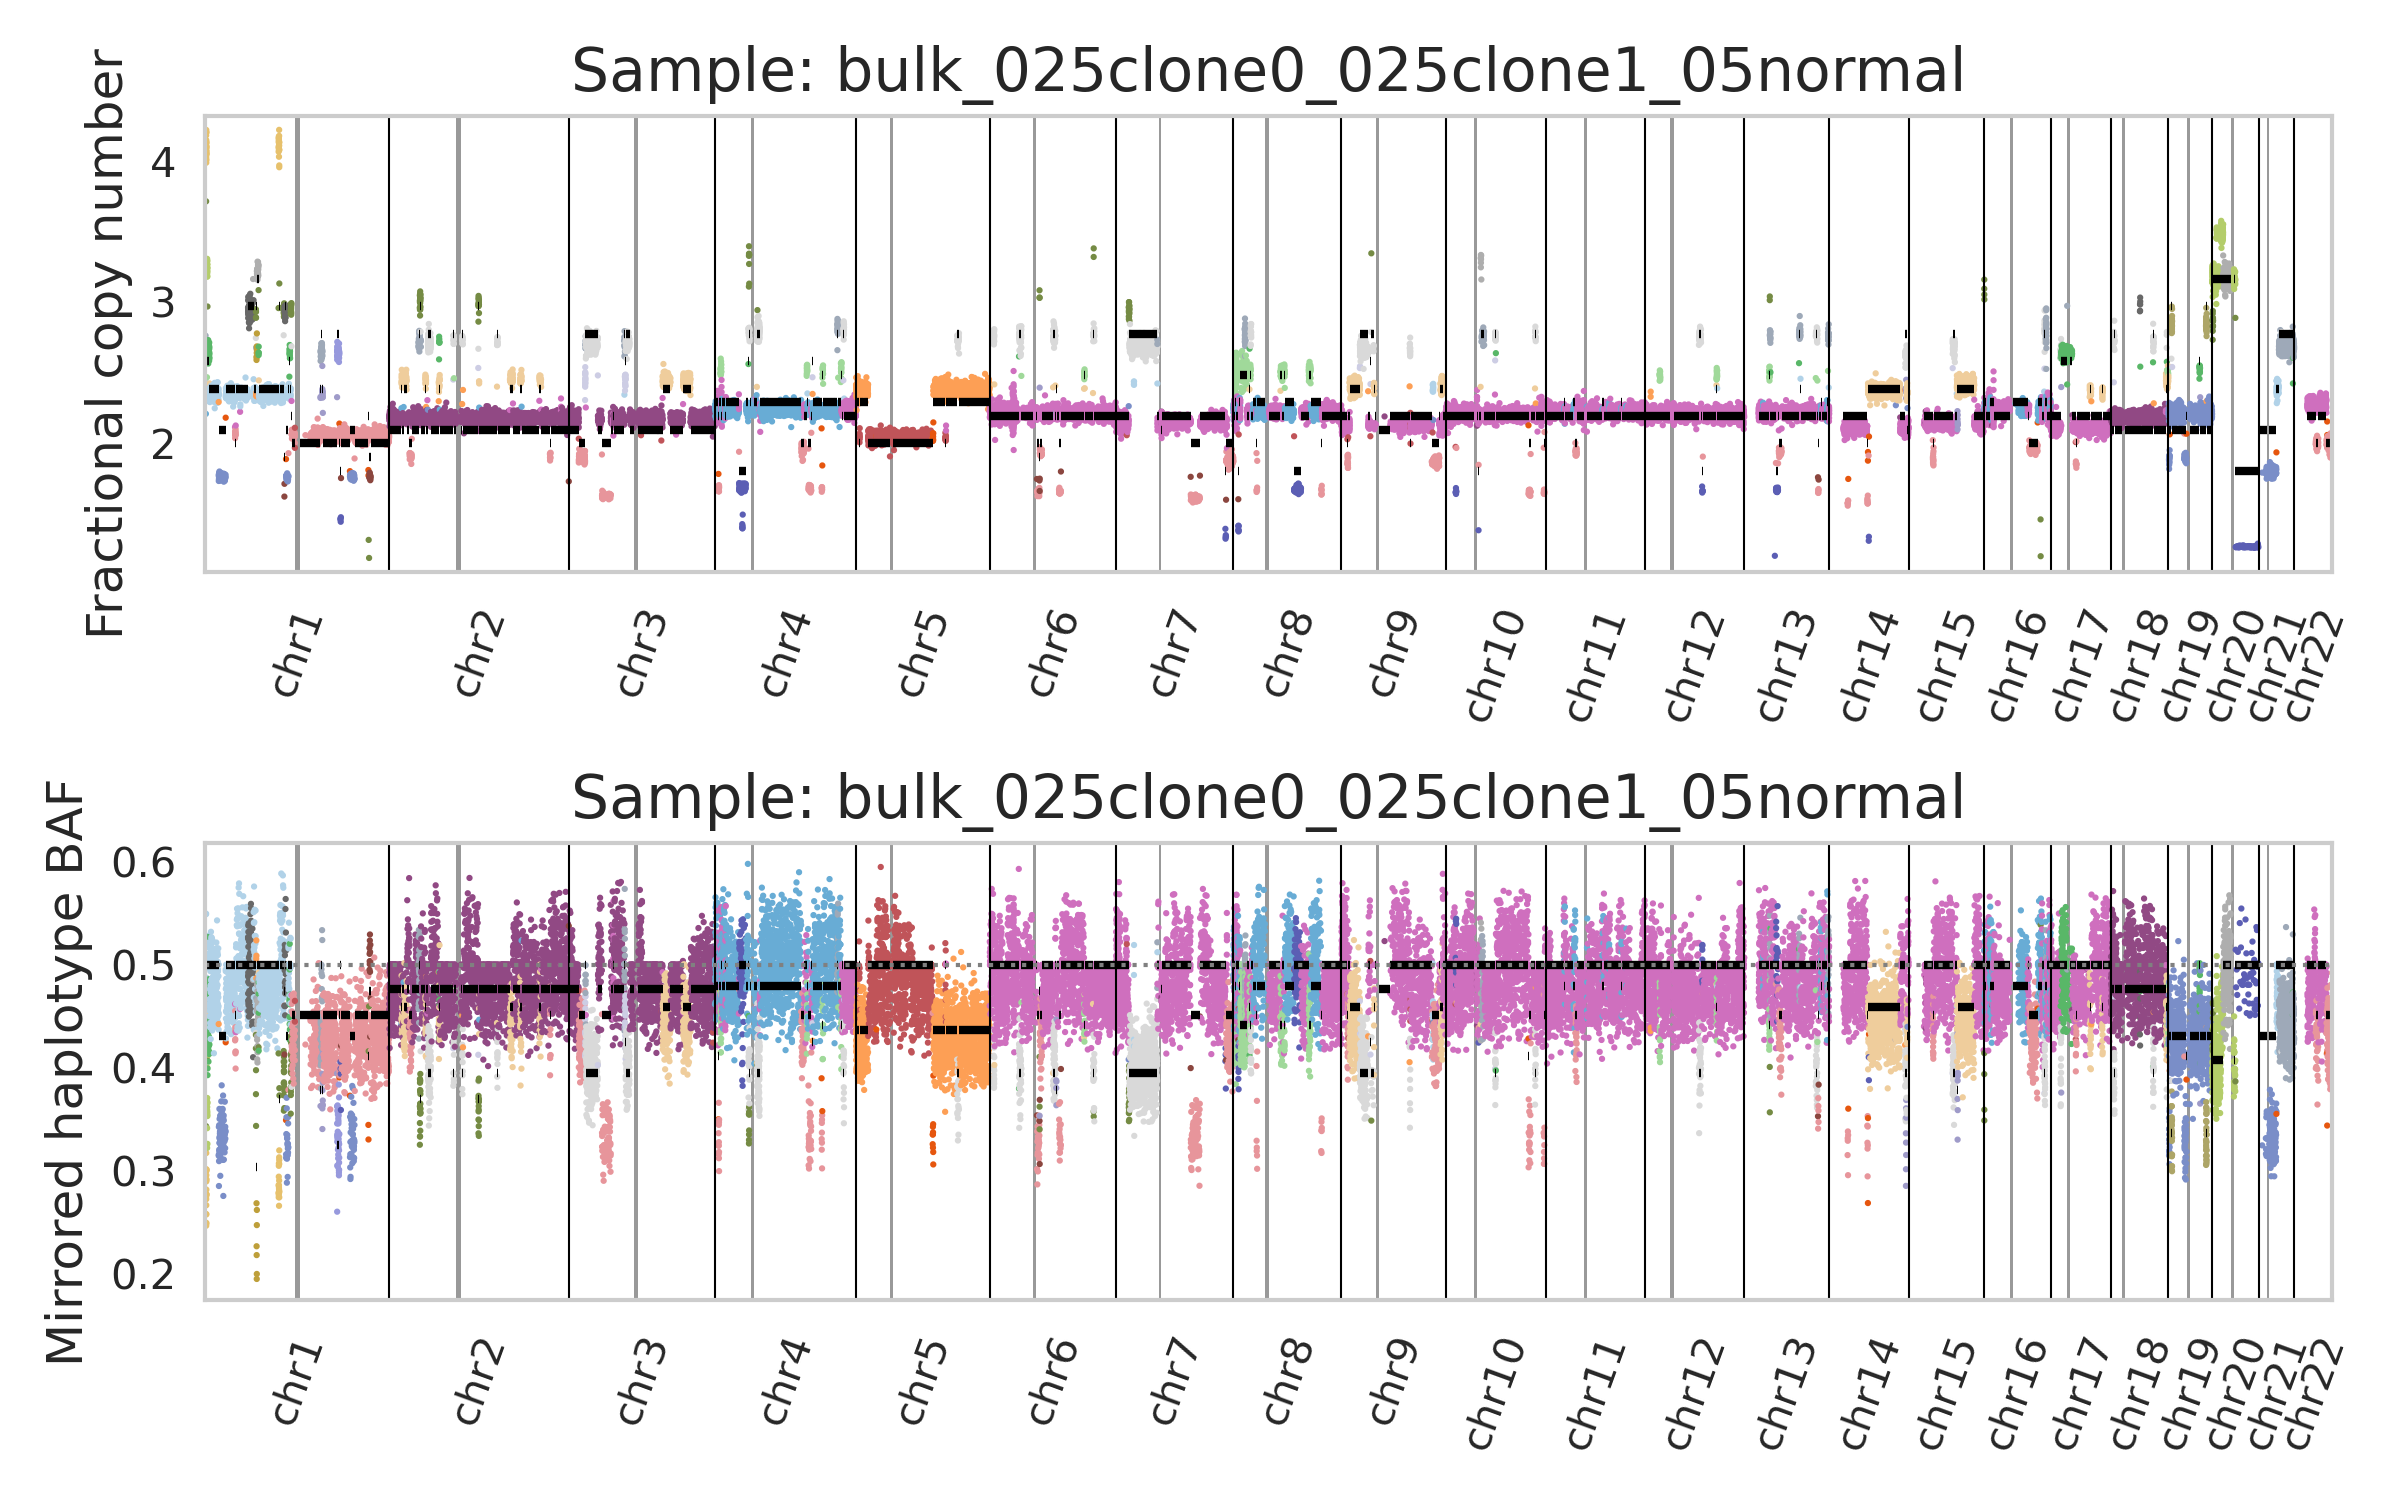 Sample: bulk_025clone0_025clone1_05normal
Fractional copy number
4
3
2
chr1
chr2
chr3
chr4
chr5
chr6
chr7
chr8
chr9
chr10
chr11
chr12
chr13
chr14
chr15
chr16
chr17
chr18
chr19
chr20
chr21
chr22
Sample: bulk_025clone0_025clone1_05normal
Mirrored haplotype BAF
0.6
0.5
0.4
0.3
0.2
chr1
chr2
chr3
chr4
chr5
chr6
chr7
chr8
chr9
chr10
chr11
chr12
chr13
chr14
chr15
chr16
chr17
chr18
chr19
chr20
chr21
chr22